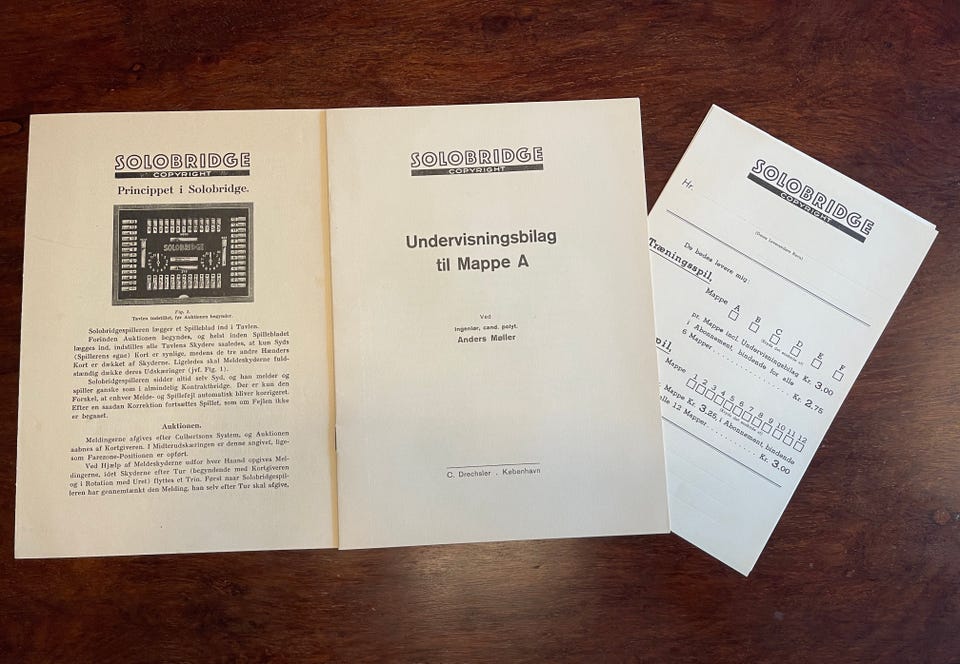 SOLOBRIDGE
COPYRIGHT
Princippet i Solobridge.
SOLOBRIDGE
Fig. 1.
Tavlen indstillet, før Auktionen begynder.
Solobridgespilleren lægger et Spilleblad ind i Tavlen.
Forinden Auktionen begyndes, og helst inden Spillebladet
lægges ind, indstilles alle Tavlens Skydere saaledes, at kun Syds
(Spillerens egne) Kort er synlige, medens de tre andre Hænders
Kort er dækket af Skyderne. Ligeledes skal Meldeskyderne fuld-
stændig dække deres Udskæringer (jvf. Fig. 1).
Solobridgespilleren sidder altid selv Syd, og han melder og
spiller ganske som i almindelig Kontraktbridge. Der er kun den
Forskel, at enhver Melde- og Spillefejl automatisk bliver korrigeret.
Efter en saadan Korrektion fortsættes Spillet, som om Fejlen ikke
er begaaet.
Auktionen.
Meldingerne afgives efter Culbertsons System, og Auktionen
aabnes af Kortgiveren. I Midterudskæringen er denne angivet, lige-
som Farezone-Positionen er opført.
Ved Hjælp af Meldeskyderne udfor hver Haand opgives Mel-
dingerne, idet Skyderne efter Tur (begyndende med Kortgiveren
og i Rotation med Uret) flyttes et Trin. Først naar Solobridgespil-
leren har gennemtænkt den Melding, han selv efter Tur skal afgive,
SOLOBRIDGE
COPYRIGHT
Undervisningsbilag
til Mappe A
Ved
ingeniør, cand. polyt.
Anders Møller
C. Drechsler . København
SOLOBRIDGE
COPYRIGHT
Hr.
De bedes levere mig:
Træningsspil,
Mappe A B C D E F
pr. Mappe incl. Undervisningsbilag Kr. 3.00
i Abonnement, bindende for alle
6 Mapper . . . . . . . . . . Kr. 2.75
pil,
1 2 3 4 5 6 7 8 9 10 11 12
Mappe Kr. 3.25, i Abonnement bindende
lle 12 Mapper . . . . . . . . Kr. 3.00